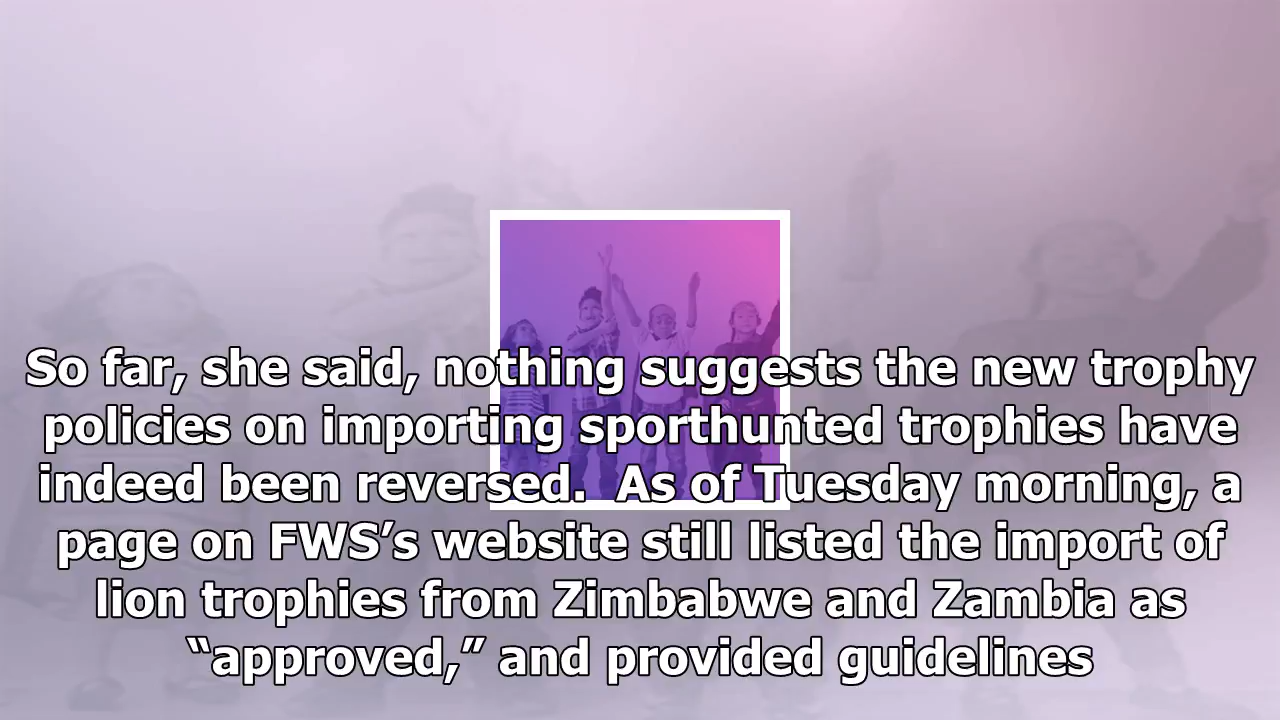 So far, she said, nothing suggests the new trophy
policies on importing sporthunted trophies have
indeed been reversed.  As of Tuesday morning, a
page on FWS’s website still listed the import of
lion trophies from Zimbabwe and Zambia as
“approved,” and provided guidelines